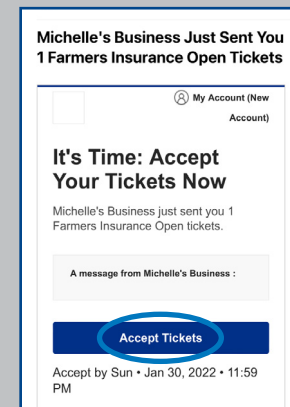 Michelle's Business Just Sent You
1 Farmers Insurance Open Tickets
My Account (New
Account)
It's Time: Accept
Your Tickets Now
Michelle's Business just sent you 1
Farmers Insurance Open tickets.
A message from Michelle's Business :
Accept Tickets
Accept by Sun • Jan 30, 2022 • 11:59
PM